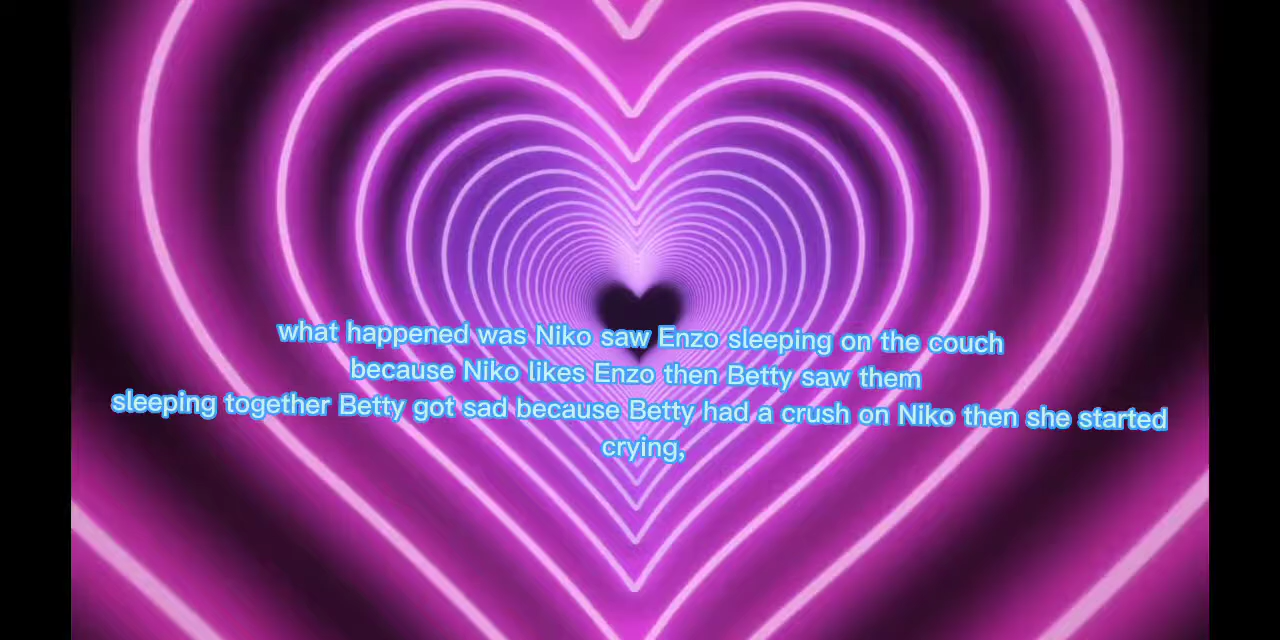 what happened was Niko saw Enzo sleeping on the couch
because Niko likes Enzo then Betty saw them
sleeping together Betty got sad because Betty had a crush on Niko then she started
crying,